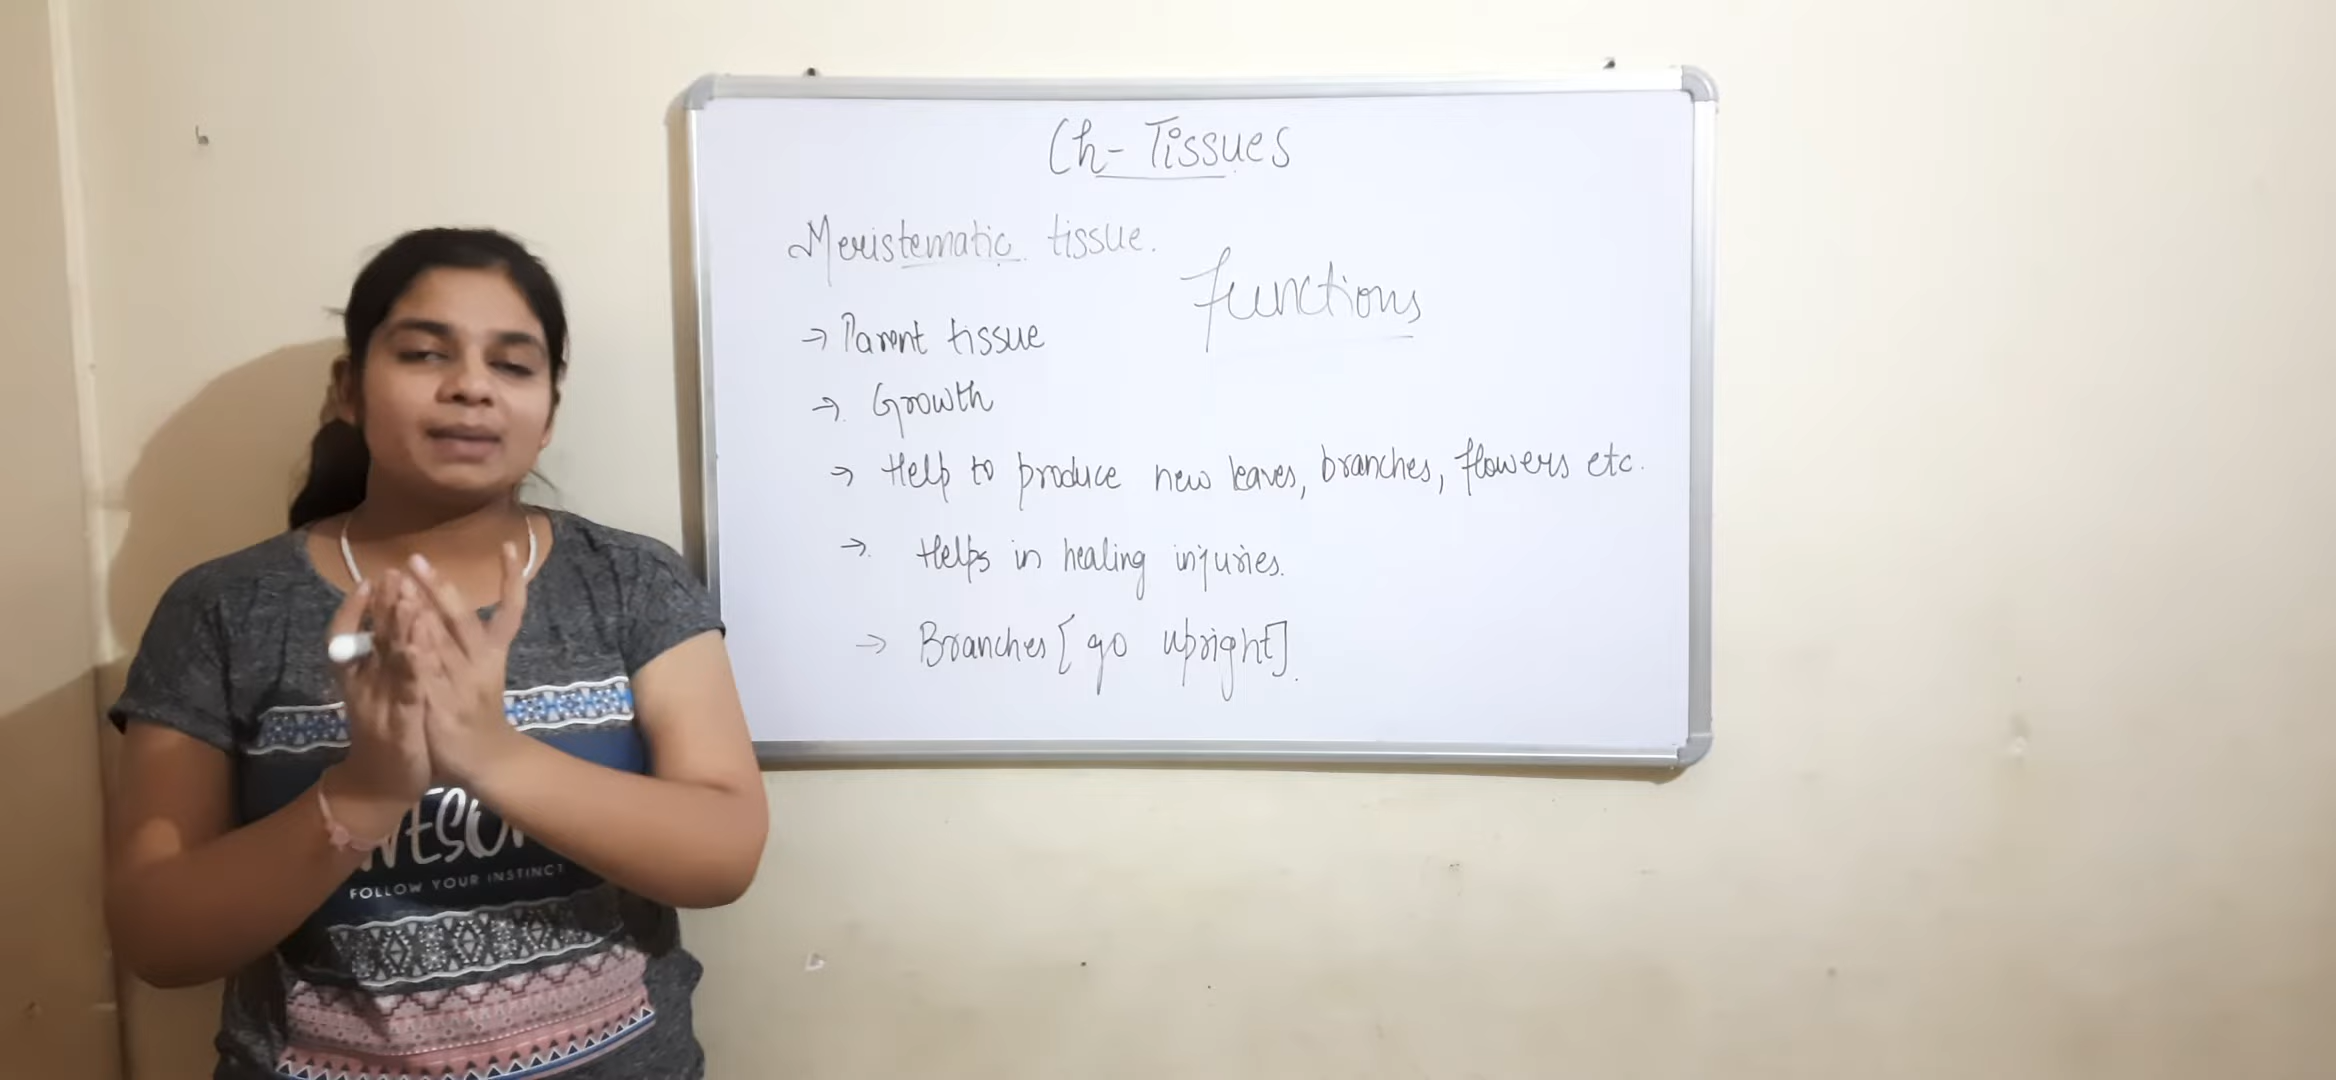 Ch- Tissues
Meristematic tissue.
Functions
→ Parent tissue
→ Growth
→ Help to produce new leaves, branches, flowers etc.
→ Helps in healing injuries.
→ Branches [ go upright].
FOLLOW YOUR INSTINCT